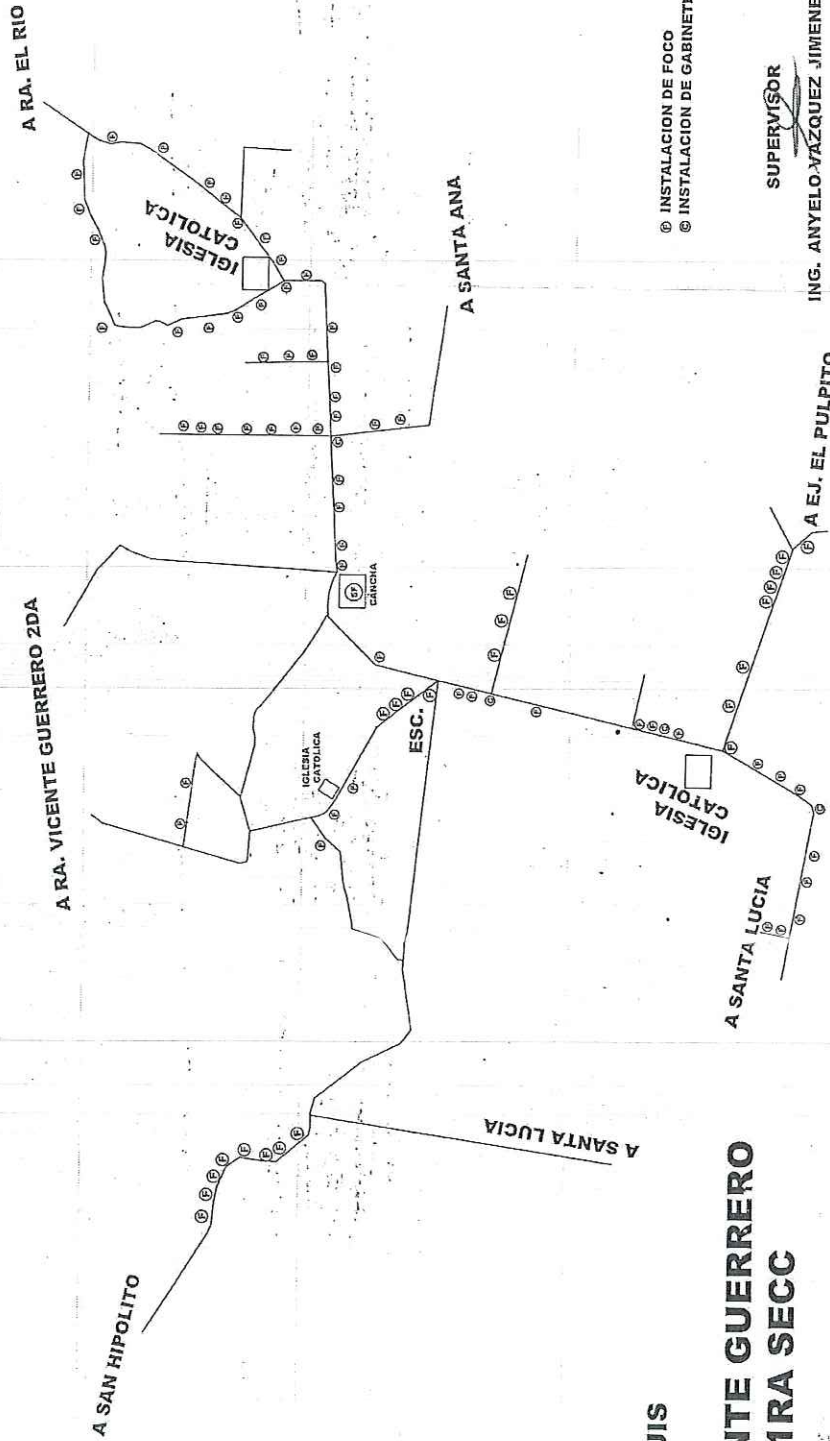 A RA. EL RIO
IGLESIA
CATOLICA
A SANTA ANA
A RA. VICENTE GUERRERO 2DA
5F
CANCHA
IGLESIA
CATOLICA
ESC.
A SAN HIPOLITO
A SANTA LUCIA
IGLESIA
CATOLICA
A SANTA LUCIA
A EJ. EL PULPITO
Ⓕ INSTALACION DE FOCO
Ⓒ INSTALACION DE GABINETE
SUPERVISOR
ING. ANYELO VAZQUEZ JIMENE
UIS
NTE GUERRERO
1RA SECC